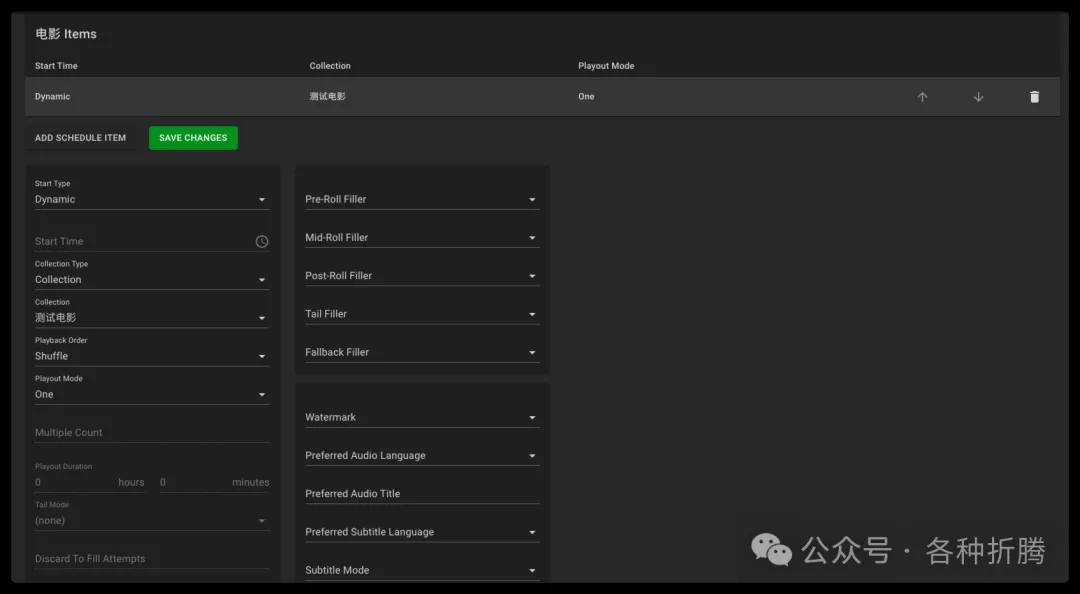 电影 Items
Start Time Collection Playout Mode
Dynamic 测试电影 One
ADD SCHEDULE ITEM SAVE CHANGES
Start Type
Dynamic
Start Time
Collection Type
Collection
Collection
测试电影
Playback Order
Shuffle
Playout Mode
One
Multiple Count
Playout Duration
0 hours 0 minutes
Tail Mode
(none)
Discard To Fill Attempts
Pre-Roll Filler
Mid-Roll Filler
Post-Roll Filler
Tail Filler
Fallback Filler
Watermark
Preferred Audio Language
Preferred Audio Title
Preferred Subtitle Language
Subtitle Mode
公众号 · 各种折腾